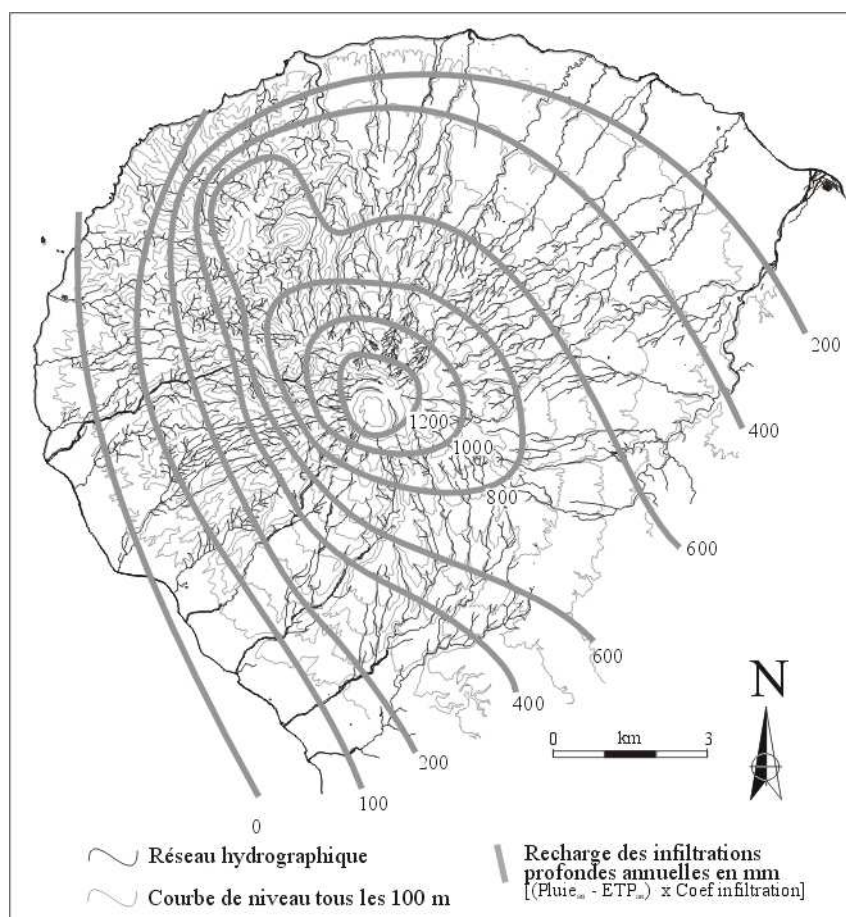 200
400
1200
1000
800
600
600
400
200
100
0
N
0 km 3
Réseau hydrographique
Courbe de niveau tous les 100 m
Recharge des infiltrations
profondes annuelles en mm
[(Pluie - ETP ) x Coef infiltration]